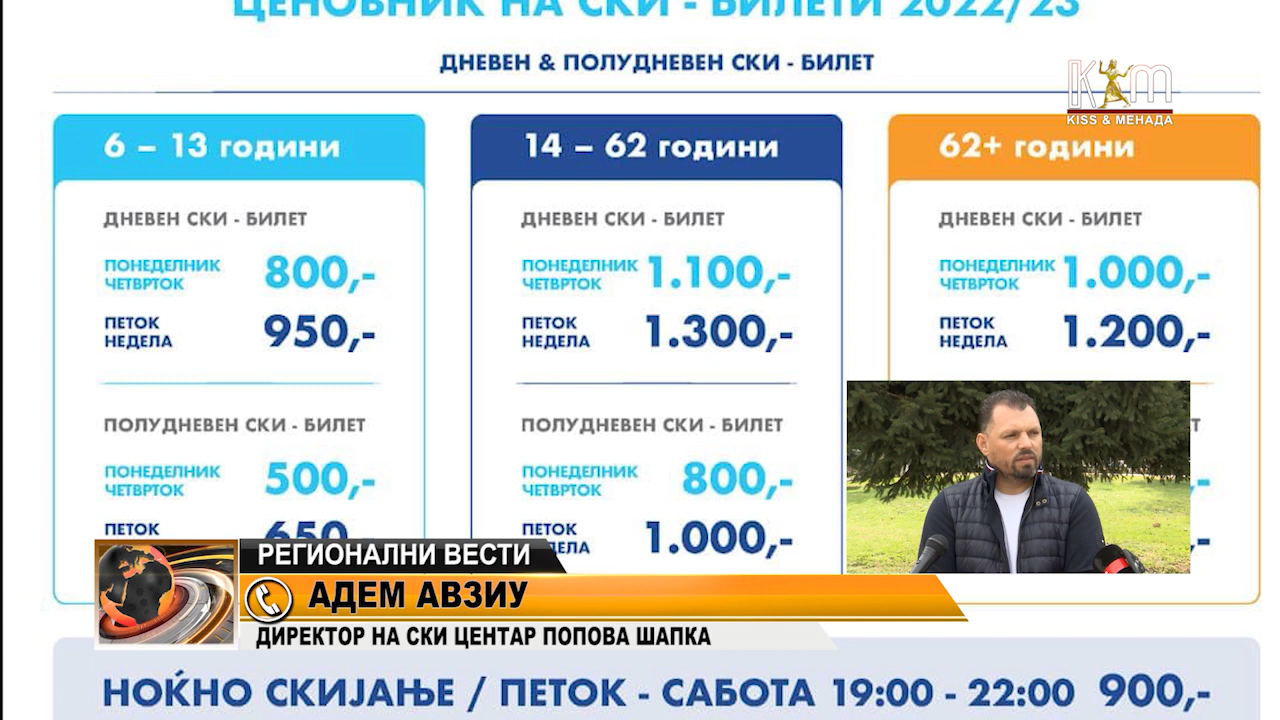 ЦЕНОВНИК НА СКИ - БИЛЕТИ 2022/23
ДНЕВЕН & ПОЛУДНЕВЕН СКИ - БИЛЕТ
K m
KISS & МЕНАДА
6 – 13 години
ДНЕВЕН СКИ - БИЛЕТ
ПОНЕДЕЛНИК
ЧЕТВРТОК
800,-
ПЕТОК
НЕДЕЛА
950,-
ПОЛУДНЕВЕН СКИ - БИЛЕТ
ПОНЕДЕЛНИК
ЧЕТВРТОК
500,-
ПЕТОК
650
14 – 62 години
ДНЕВЕН СКИ - БИЛЕТ
ПОНЕДЕЛНИК
ЧЕТВРТОК
1.100,-
ПЕТОК
НЕДЕЛА
1.300,-
ПОЛУДНЕВЕН СКИ - БИЛЕТ
ПОНЕДЕЛНИК
ЧЕТВРТОК
800,-
ПЕТОК
НЕДЕЛА
1.000,-
62+ години
ДНЕВЕН СКИ - БИЛЕТ
ПОНЕДЕЛНИК
ЧЕТВРТОК
1.000,-
ПЕТОК
НЕДЕЛА
1.200,-
РЕГИОНАЛНИ ВЕСТИ
АДЕМ АВЗИУ
ДИРЕКТОР НА СКИ ЦЕНТАР ПОПОВА ШАПКА
НОЌНО СКИЈАЊЕ / ПЕТОК - САБОТА 19:00 - 22:00 900,-